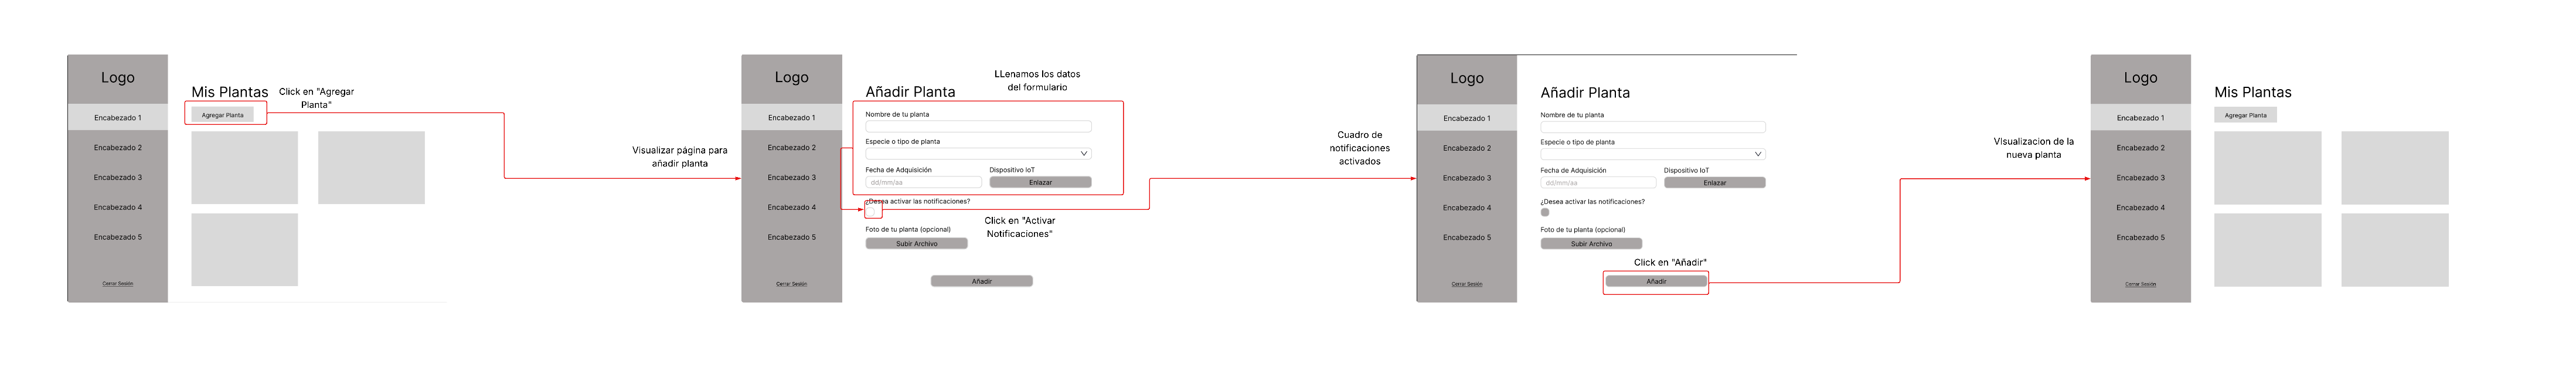 Logo
Encabezado 1
Encabezado 2
Encabezado 3
Encabezado 4
Encabezado 5
Cerrar Sesión
Mis Plantas
Agregar Planta
Click en "Agregar
Planta"
Visualizar página para
añadir planta
Logo
Encabezado 1
Encabezado 2
Encabezado 3
Encabezado 4
Encabezado 5
Cerrar Sesión
Añadir Planta
LLenamos los datos
del formulario
Nombre de tu planta
Especie o tipo de planta
Fecha de Adquisición
Dispositivo IoT
dd/mm/aa
Enlazar
¿Desea activar las notificaciones?
Click en "Activar
Notificaciones"
Foto de tu planta (opcional)
Subir Archivo
Añadir
Cuadro de
notificaciones
activados
Logo
Encabezado 1
Encabezado 2
Encabezado 3
Encabezado 4
Encabezado 5
Cerrar Sesión
Añadir Planta
Nombre de tu planta
Especie o tipo de planta
Fecha de Adquisición
Dispositivo IoT
dd/mm/aa
Enlazar
¿Desea activar las notificaciones?
Foto de tu planta (opcional)
Subir Archivo
Click en "Añadir"
Añadir
VIsualizacion de la
nueva planta
Logo
Encabezado 1
Encabezado 2
Encabezado 3
Encabezado 4
Encabezado 5
Cerrar Sesión
Mis Plantas
Agregar Planta